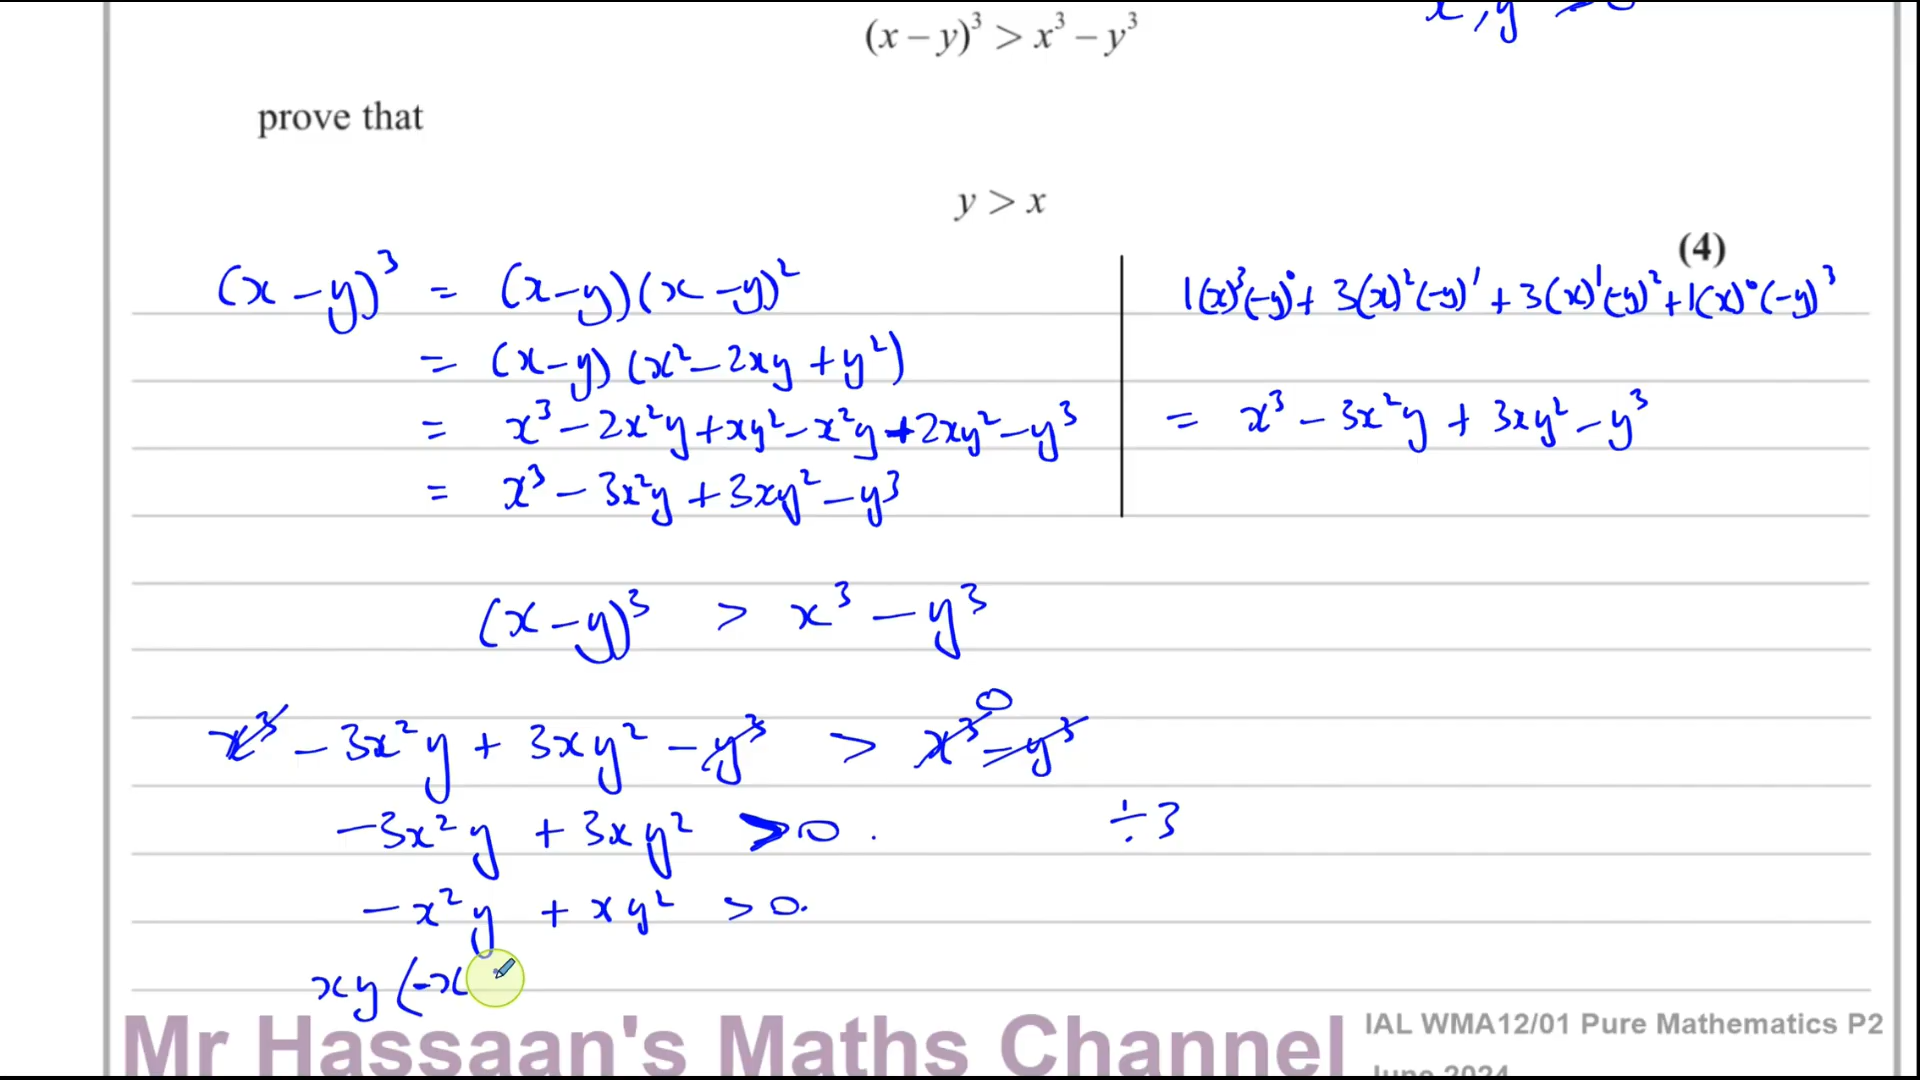 x, y
(x − y)³ > x³ − y³
prove that
y > x
(4)
(x − y)³ = (x−y)(x −y)²
= (x−y)(x² − 2xy + y²)
= x³ − 2x²y + xy² − x²y + 2xy² − y³
= x³ − 3x²y + 3xy² − y³
1(x)³(−y)⁰ + 3(x)²(−y)¹ + 3(x)¹(−y)² + 1(x)⁰(−y)³
= x³ − 3x²y + 3xy² − y³
(x − y)³ > x³ − y³
0
x³ − 3x²y + 3xy² − y³ > x³ − y³
−3x²y + 3xy² > 0. ÷3
−x²y + xy² > 0.
xy(−x
Mr Hassaan's Maths Channel
IAL WMA12/01 Pure Mathematics P2
June 2024